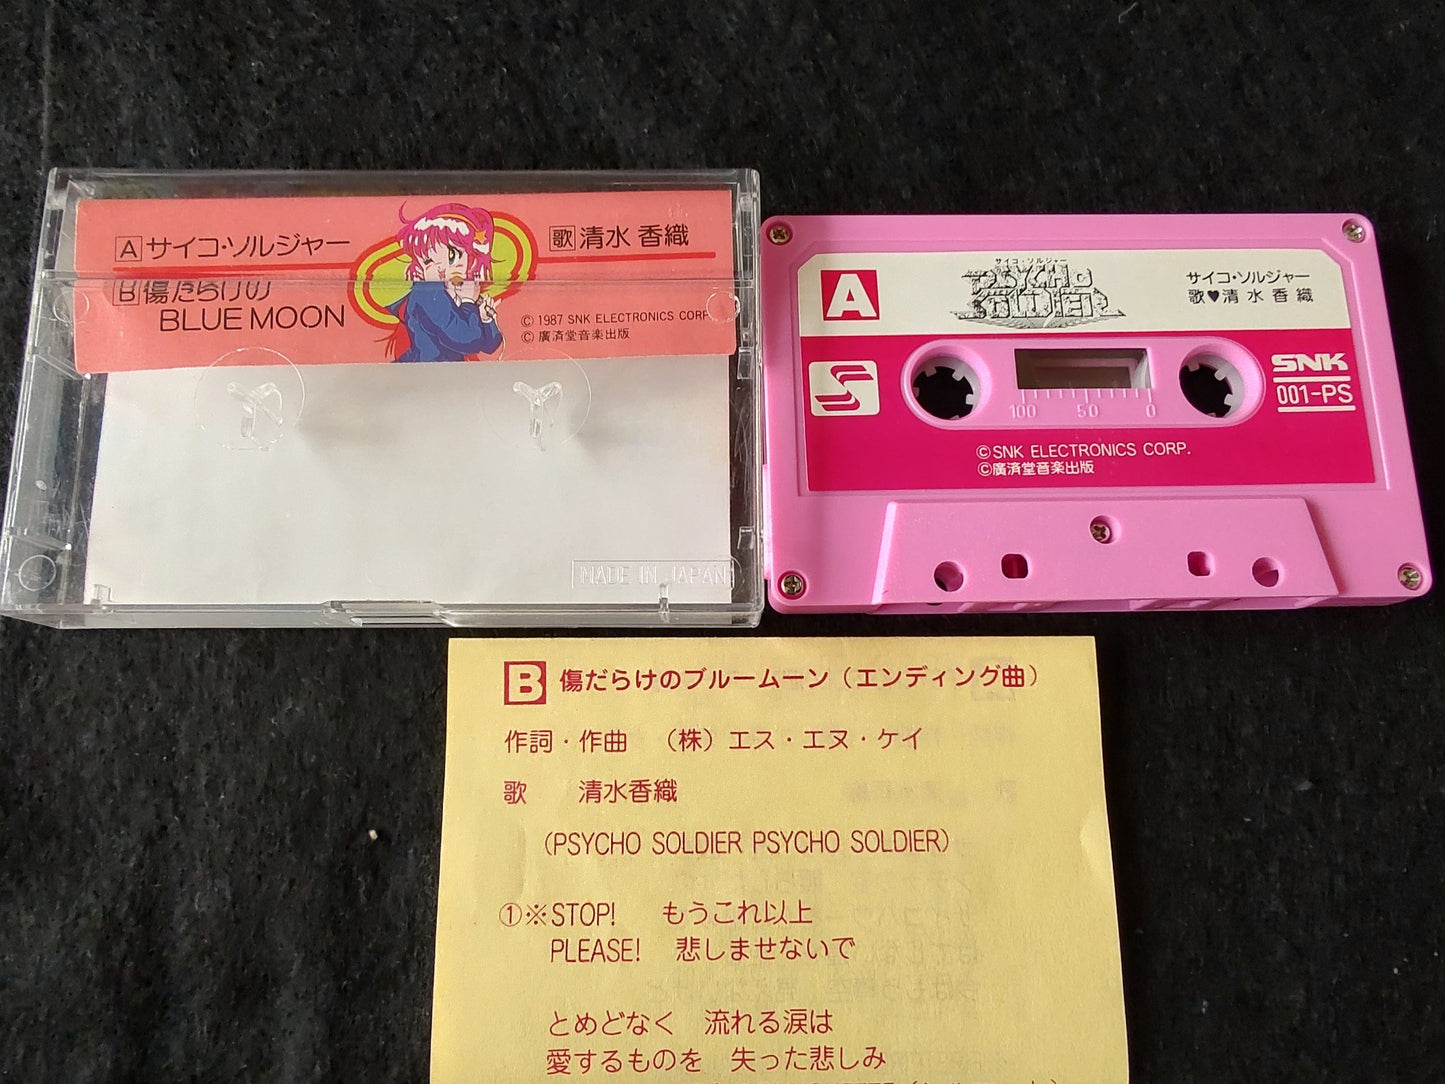 A サイコ・ソルジャー
歌 清水 香織
B 傷だらけの
BLUE MOON
© 1987 SNK ELECTRONICS CORP.
© 廣済堂音楽出版
MADE IN JAPAN
A
サイコ・ソルジャー
PSYCHO
SOLDIER
サイコ・ソルジャー
歌♥清水香織
S
SNK
001-PS
100 50 0
©SNK ELECTRONICS CORP.
©廣済堂音楽出版
B 傷だらけのブルームーン（エンディング曲）
作詞・作曲 （株）エス・エヌ・ケイ
歌 清水香織
(PSYCHO SOLDIER PSYCHO SOLDIER)
①※STOP! もうこれ以上
PLEASE! 悲しませないで
とめどなく 流れる涙は
愛するものを 失った悲しみ